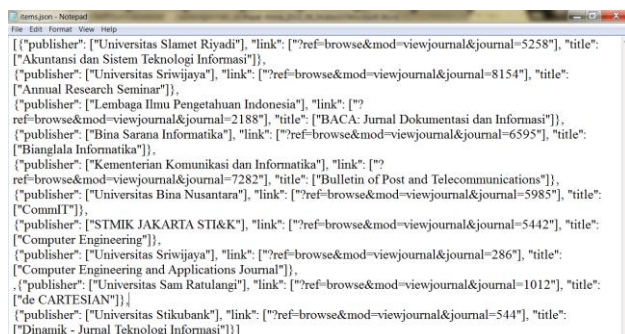 items.json - Notepad
File Edit Format View Help
[{"publisher": ["Universitas Slamet Riyadi"], "link": ["?ref=browse&mod=viewjournal&journal=5258"], "title":
["Akuntansi dan Sistem Teknologi Informasi"]},
{"publisher": ["Universitas Sriwijaya"], "link": ["?ref=browse&mod=viewjournal&journal=8154"], "title":
["Annual Research Seminar"]},
{"publisher": ["Lembaga Ilmu Pengetahuan Indonesia"], "link": ["?
ref=browse&mod=viewjournal&journal=2188"], "title": ["BACA: Jurnal Dokumentasi dan Informasi"]},
{"publisher": ["Bina Sarana Informatika"], "link": ["?ref=browse&mod=viewjournal&journal=6595"], "title":
["Bianglala Informatika"]},
{"publisher": ["Kementerian Komunikasi dan Informatika"], "link": ["?
ref=browse&mod=viewjournal&journal=7282"], "title": ["Bulletin of Post and Telecommunications"]},
{"publisher": ["Universitas Bina Nusantara"], "link": ["?ref=browse&mod=viewjournal&journal=5985"], "title":
["CommIT"]},
{"publisher": ["STMIK JAKARTA STI&K"], "link": ["?ref=browse&mod=viewjournal&journal=5442"], "title":
["Computer Engineering"]},
{"publisher": ["Universitas Sriwijaya"], "link": ["?ref=browse&mod=viewjournal&journal=286"], "title":
["Computer Engineering and Applications Journal"]},
,{"publisher": ["Universitas Sam Ratulangi"], "link": ["?ref=browse&mod=viewjournal&journal=1012"], "title":
["de CARTESIAN"]},
{"publisher": ["Universitas Stikubank"], "link": ["?ref=browse&mod=viewjournal&journal=544"], "title":
["Dinamik - Jurnal Teknologi Informasi"]}]